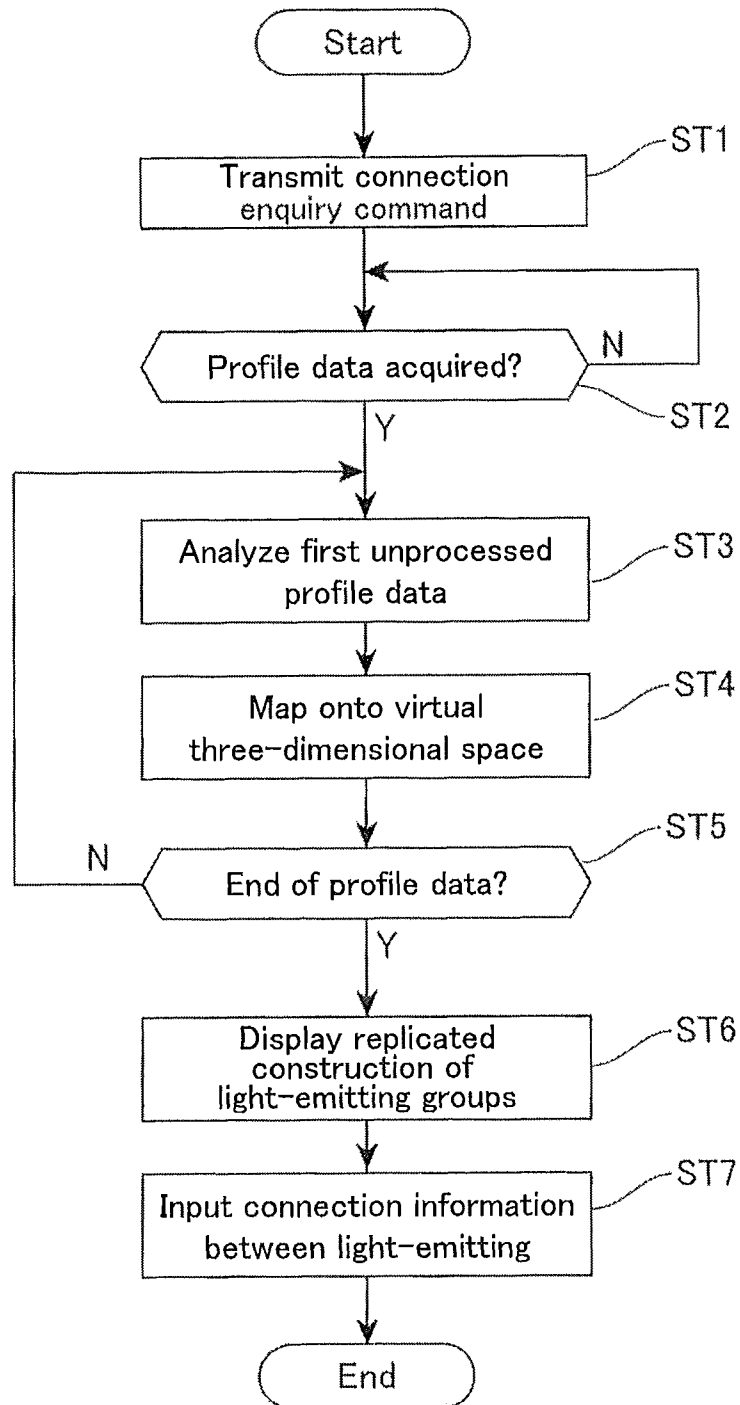 Start
ST1
Transmit connection
enquiry command
Profile data acquired?
N
ST2
Y
Analyze first unprocessed
profile data
ST3
Map onto virtual
three-dimensional space
ST4
End of profile data?
N
ST5
Y
Display replicated
construction of
light-emitting groups
ST6
Input connection information
between light-emitting
ST7
End